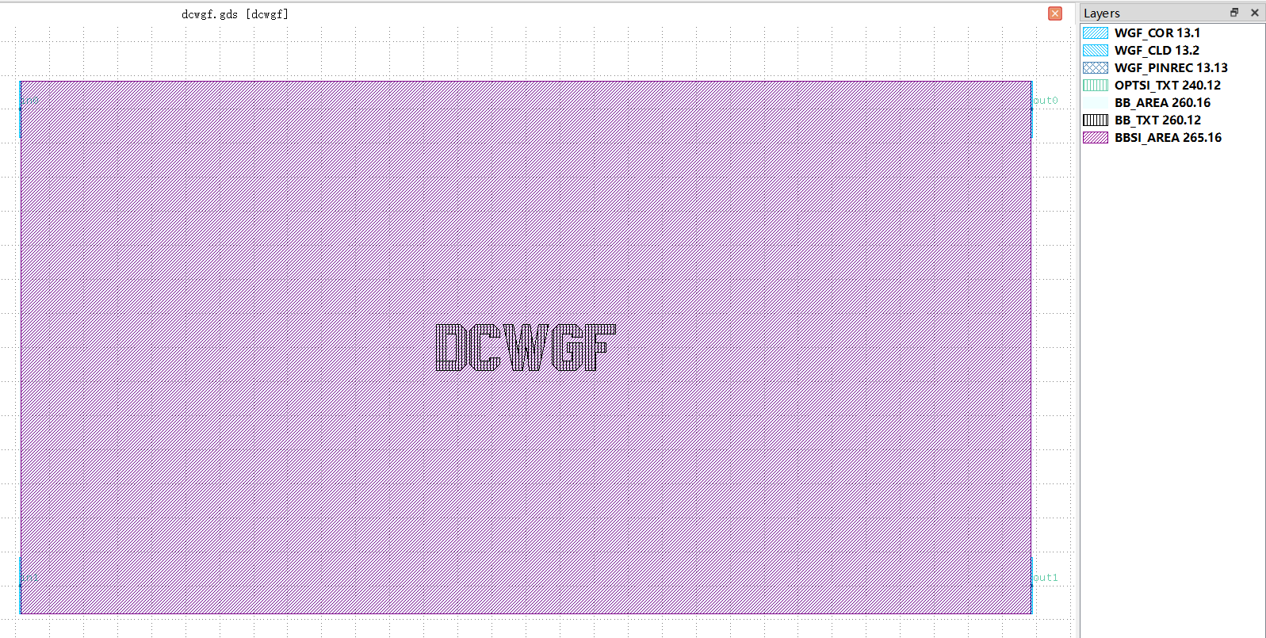 dcwgf.gds [dcwgf]
Layers
WGF_COR 13.1
WGF_CLD 13.2
WGF_PINREC 13.13
OPTSI_TXT 240.12
BB_AREA 260.16
BB_TXT 260.12
BBSI_AREA 265.16
in0
out0
DCWGF
in1
out1